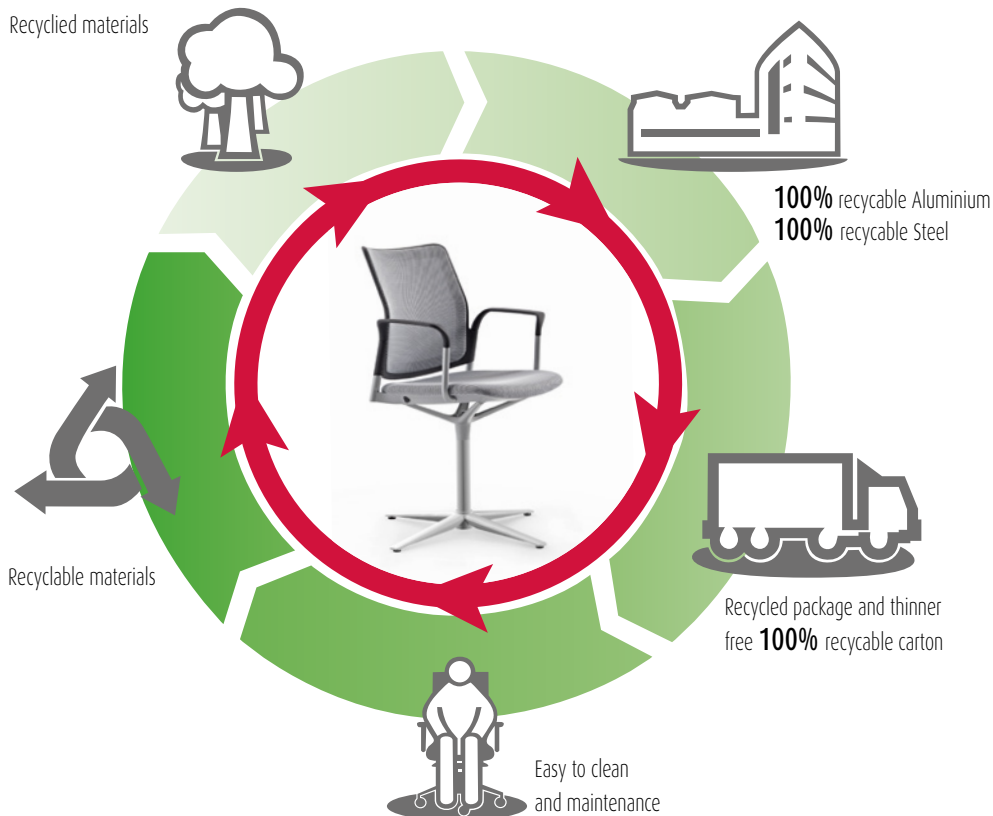 Recyclied materials
100% recycable Aluminium
100% recycable Steel
Recycled package and thinner
free 100% recycable carton
Easy to clean
and maintenance
Recyclable materials